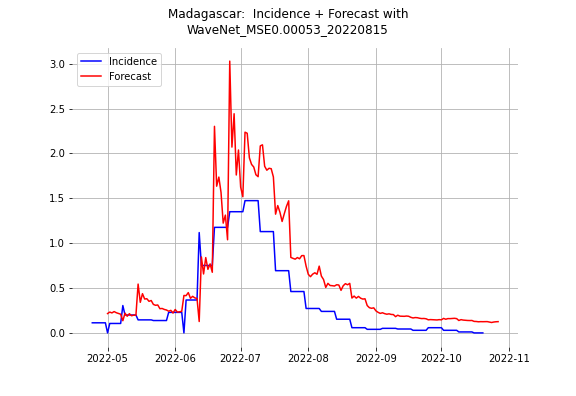 Madagascar:  Incidence + Forecast with
WaveNet_MSE0.00053_20220815
Incidence
Forecast
3.0
2.5
2.0
1.5
1.0
0.5
0.0
2022-05 2022-06 2022-07 2022-08 2022-09 2022-10 2022-11